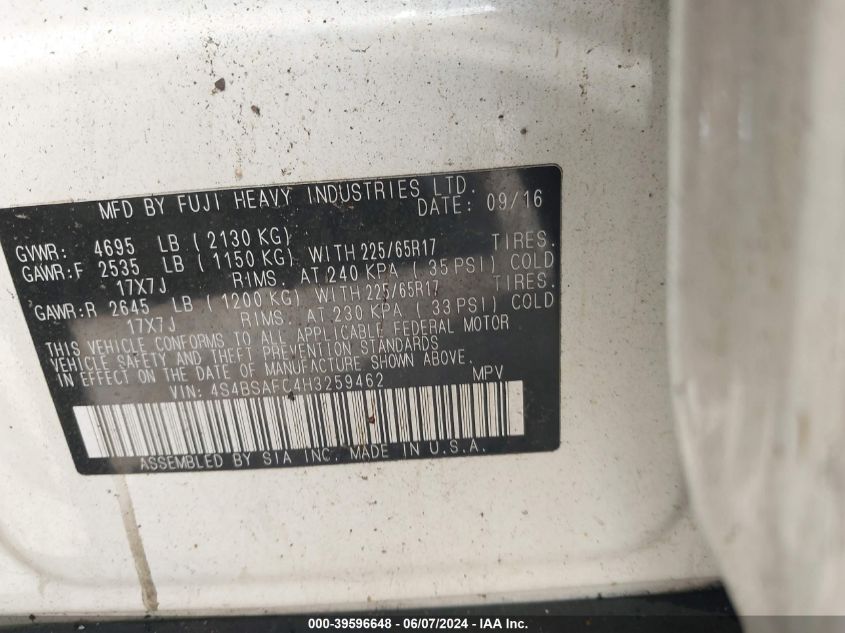 MFD BY FUJI HEAVY INDUSTRIES LTD.
DATE: 09/16
GVWR: 4695 LB (2130 KG)
GAWR:F 2535 LB (1150 KG) WITH 225/65R17 TIRES.
17X7J RIMS. AT 240 KPA (35 PSI) COLD
GAWR:R 2645 LB 1200 KG) WITH 225/65R17 TIRES.
17X7J RIMS. AT 230 KPA (33 PSI) COLD
THIS VEHICLE CONFORMS TO ALL APPLICABLE FEDERAL MOTOR
VEHICLE SAFETY AND THEFT PREVENTION STANDARDS
IN EFFECT ON THE DATE OF MANUFACTURE SHOWN ABOVE.
VIN: 4S4BSAFC4H3259462 MPV
ASSEMBLED BY SIA INC. MADE IN U.S.A.
000-39596648 - 06/07/2024 - IAA Inc.